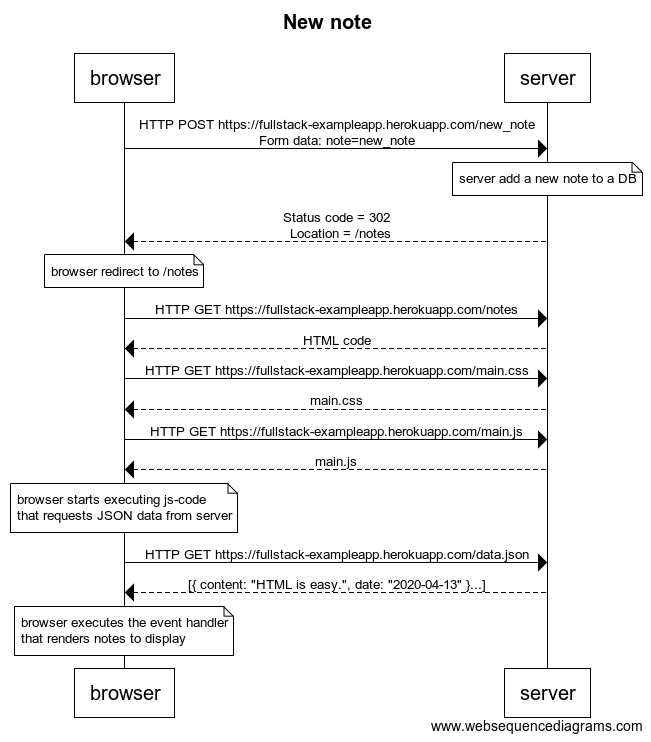 New note
browser
server
HTTP POST https://fullstack-exampleapp.herokuapp.com/new_note
Form data: note=new_note
server add a new note to a DB
Status code = 302
Location = /notes
browser redirect to /notes
HTTP GET https://fullstack-exampleapp.herokuapp.com/notes
HTML code
HTTP GET https://fullstack-exampleapp.herokuapp.com/main.css
main.css
HTTP GET https://fullstack-exampleapp.herokuapp.com/main.js
main.js
browser starts executing js-code
that requests JSON data from server
HTTP GET https://fullstack-exampleapp.herokuapp.com/data.json
[{ content: "HTML is easy.", date: "2020-04-13" }...]
browser executes the event handler
that renders notes to display
browser
server
www.websequencediagrams.com